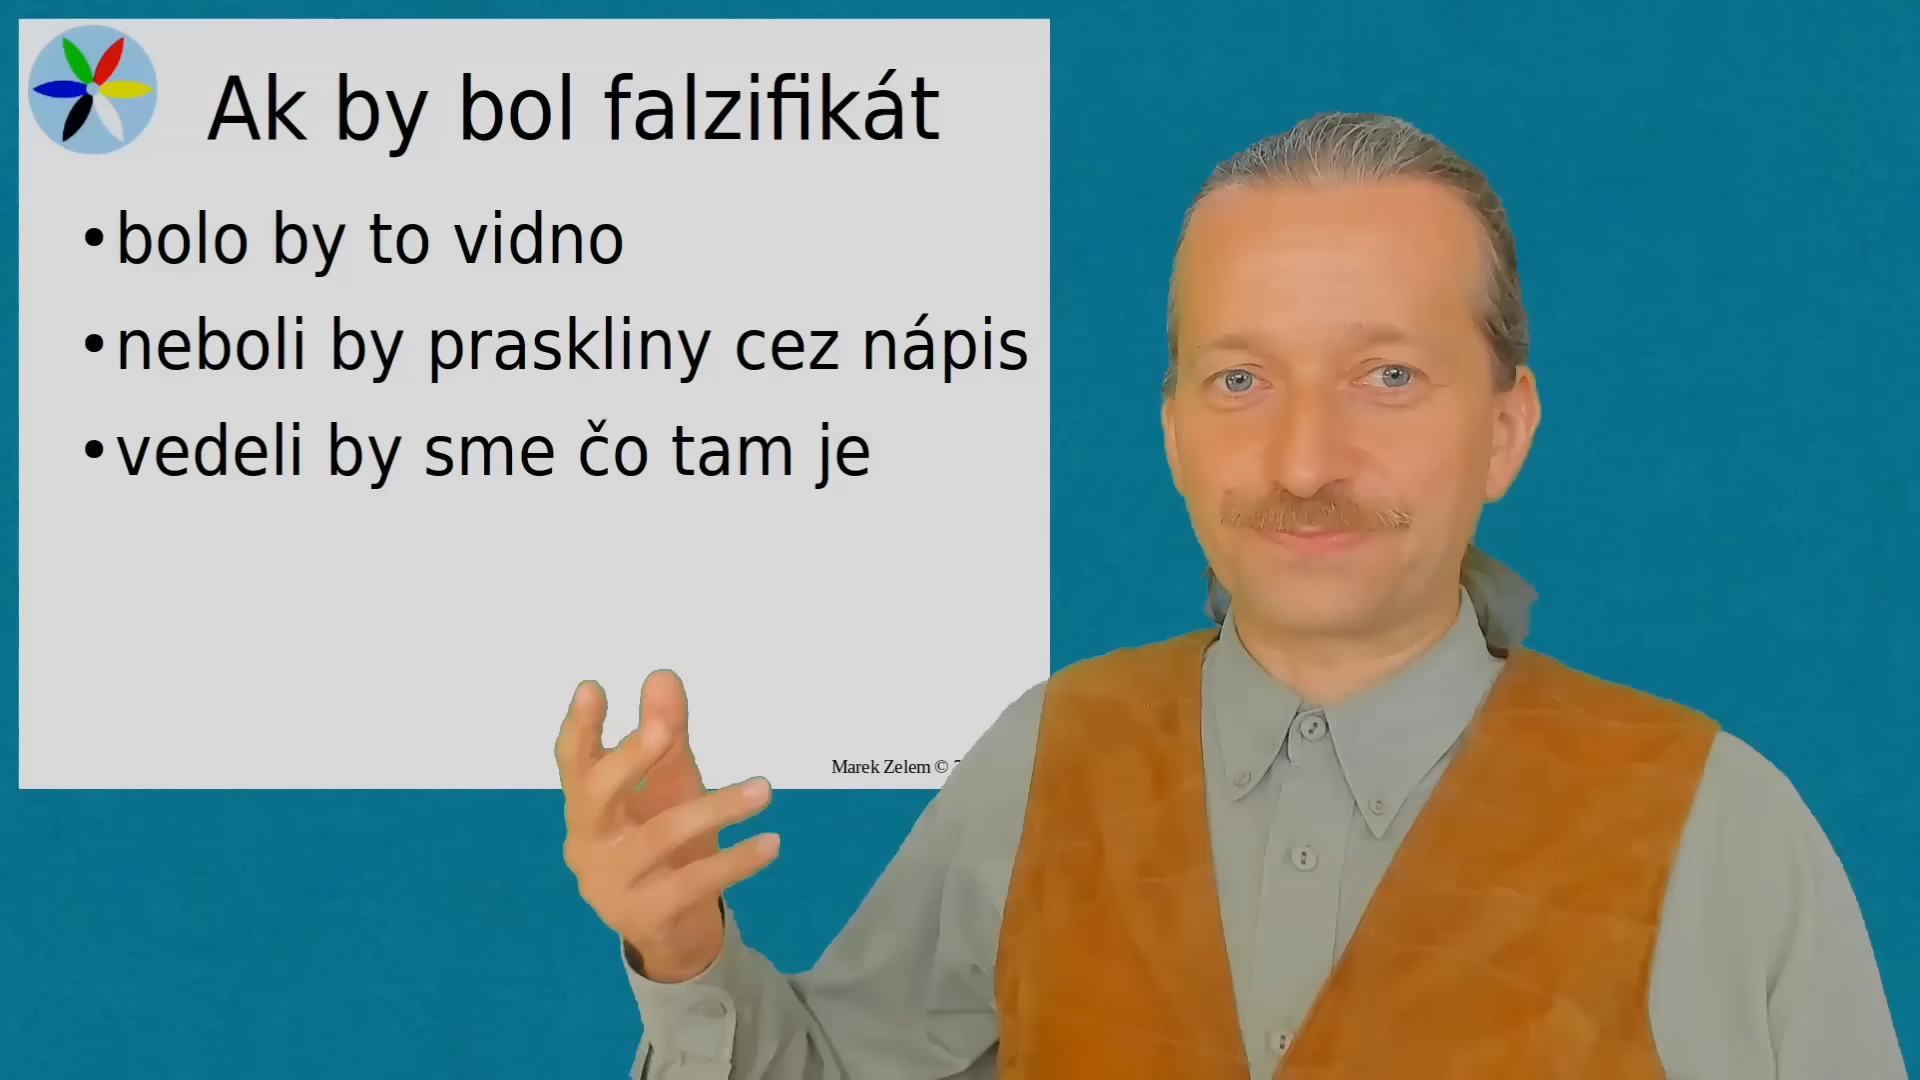 Ak by bol falzifikát
• bolo by to vidno
• neboli by praskliny cez nápis
• vedeli by sme čo tam je
Marek Zelem ©